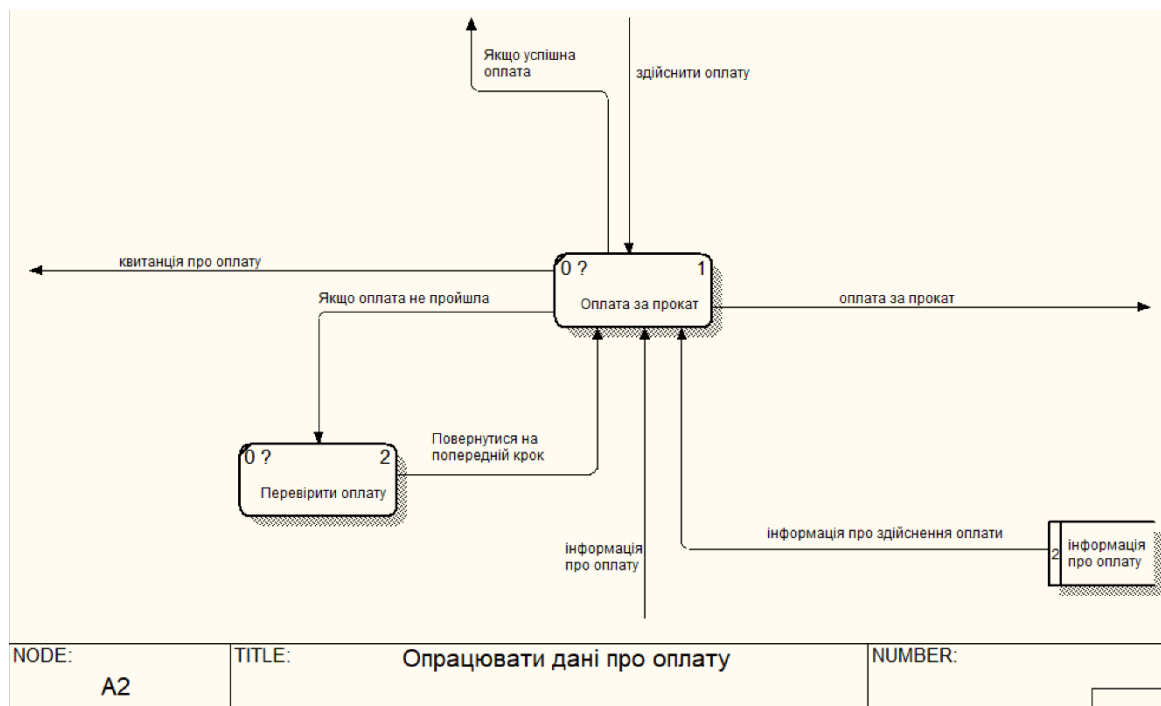 Якщо успішна
оплата
здійснити оплату
квитанція про оплату
0 ?
1
Оплата за прокат
оплата за прокат
Якщо оплата не пройшла
Повернутися на
попередній крок
0 ?
2
Перевірити оплату
інформація
про оплату
інформація про здійснення оплати
2
інформація
про оплату
NODE:
A2
TITLE:
Опрацювати дані про оплату
NUMBER: